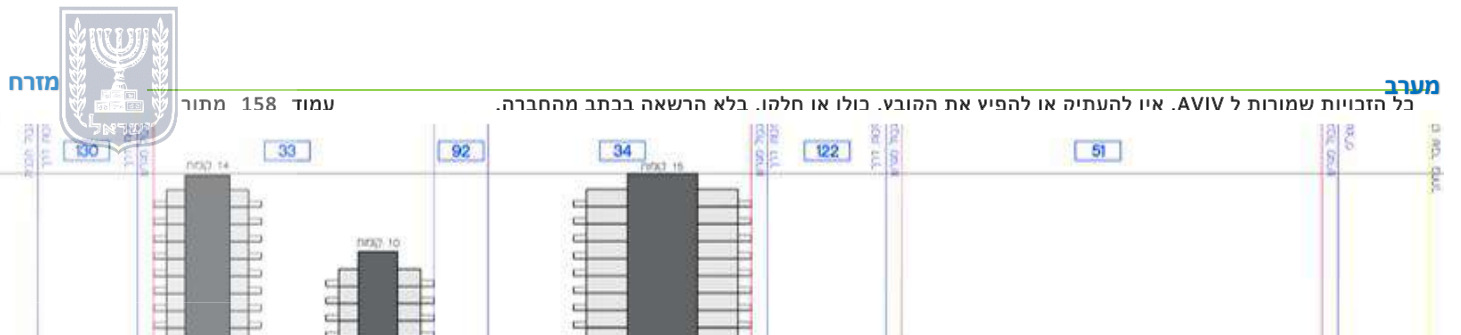 מערב
מזרח
כל הזכויות שמורות ל AVIV. אין להעתיק או להפיץ את הקובץ, כולו או חלקו, בלא הרשאה בכתב מהחברה.
עמוד 158 מתוך
ישראל
130
33
92
34
122
51
14 קומות
15 קומות
10 קומות